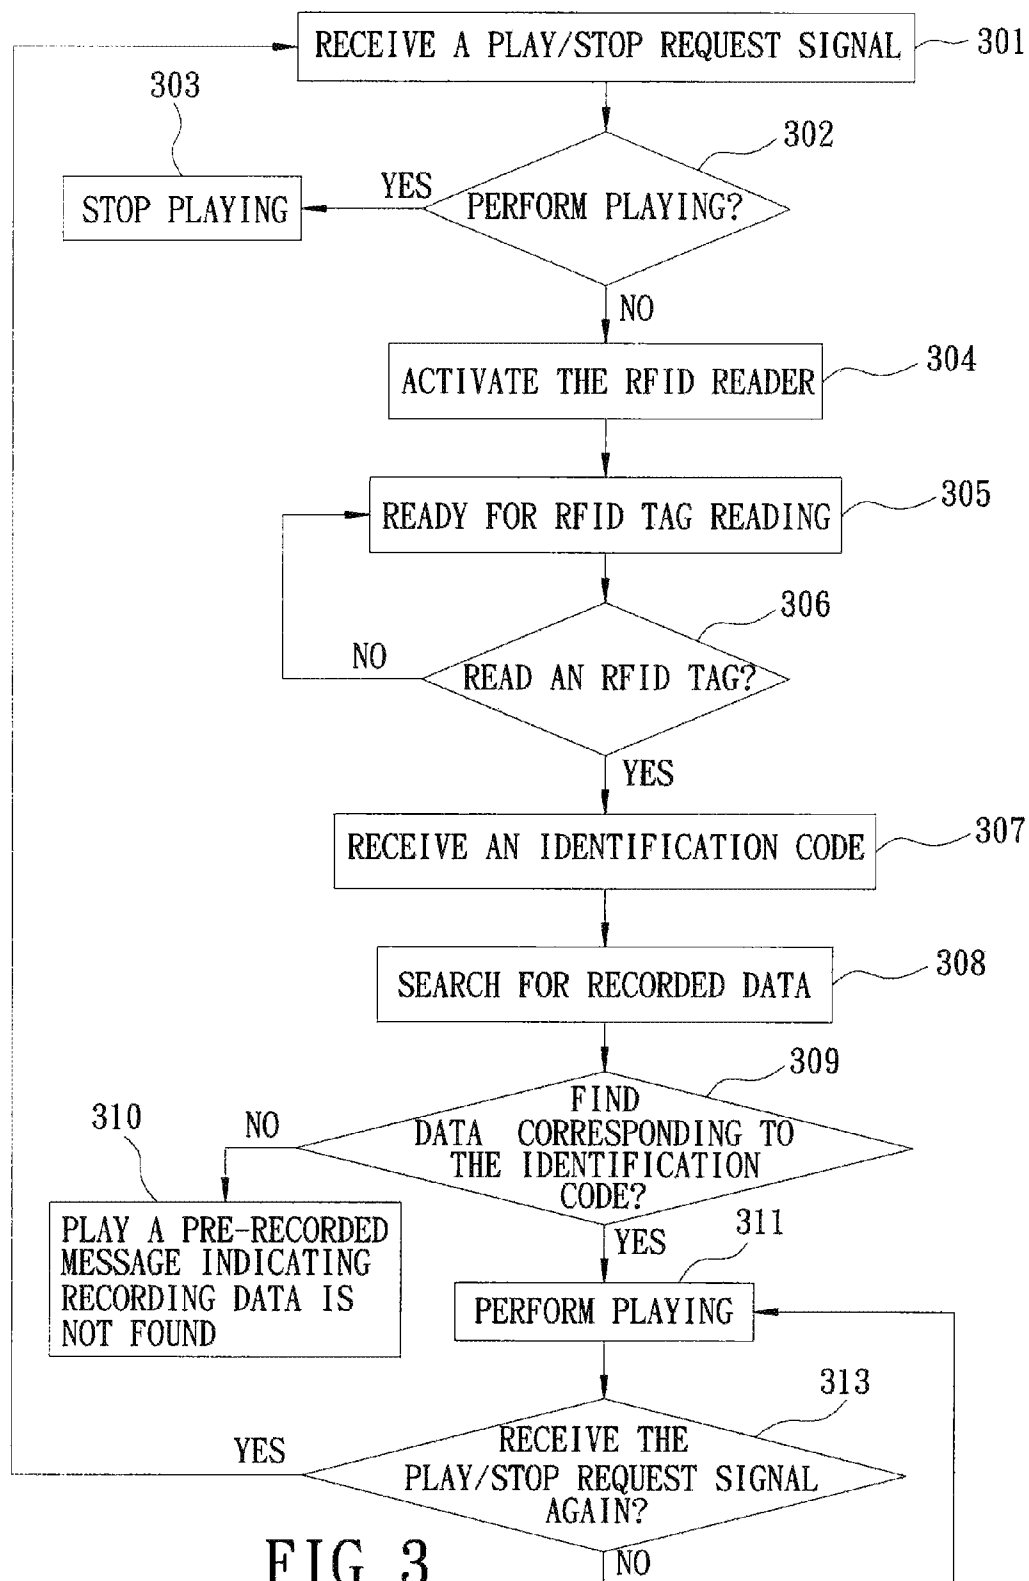 RECEIVE A PLAY/STOP REQUEST SIGNAL
301
303
302
YES
PERFORM PLAYING?
STOP PLAYING
NO
304
ACTIVATE THE RFID READER
305
READY FOR RFID TAG READING
306
NO
READ AN RFID TAG?
YES
307
RECEIVE AN IDENTIFICATION CODE
308
SEARCH FOR RECORDED DATA
309
310
NO
FIND
DATA CORRESPONDING TO
THE IDENTIFICATION
CODE?
PLAY A PRE-RECORDED
MESSAGE INDICATING
RECORDING DATA IS
NOT FOUND
YES
311
PERFORM PLAYING
313
YES
RECEIVE THE
PLAY/STOP REQUEST SIGNAL
AGAIN?
NO
FIG 3